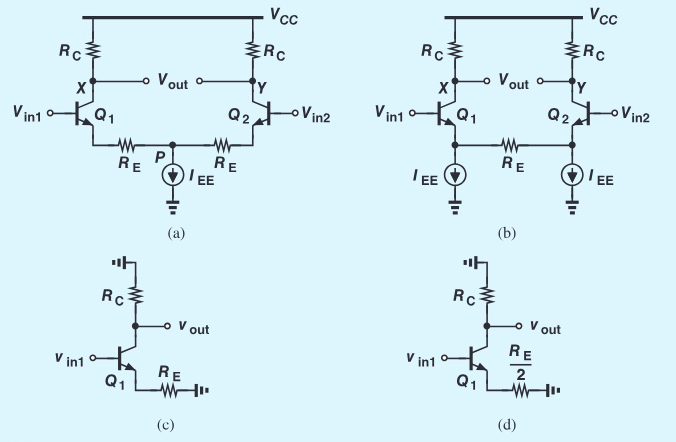 V_CC V_CC
R_C R_C R_C R_C
X V_out Y X V_out Y
V_in1 Q_1 Q_2 V_in2 V_in1 Q_1 Q_2 V_in2
R_E P R_E R_E
I_EE I_EE I_EE
(a) (b)
R_C R_C
v_out v_out
v_in1 Q_1 R_E v_in1 Q_1 R_E
2
(c) (d)